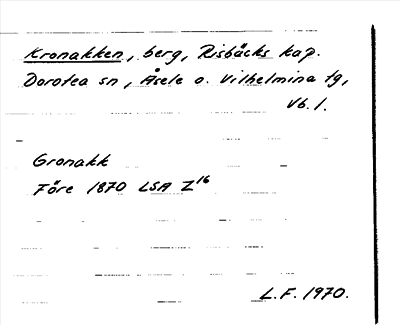 Kronakken, berg, Risbäcks kap.
Dorotea sn, Åsele o. Vilhelmina tg,
Vb. l.
Gronakk
Före 1870 LSA Z16
L.F. 1970.